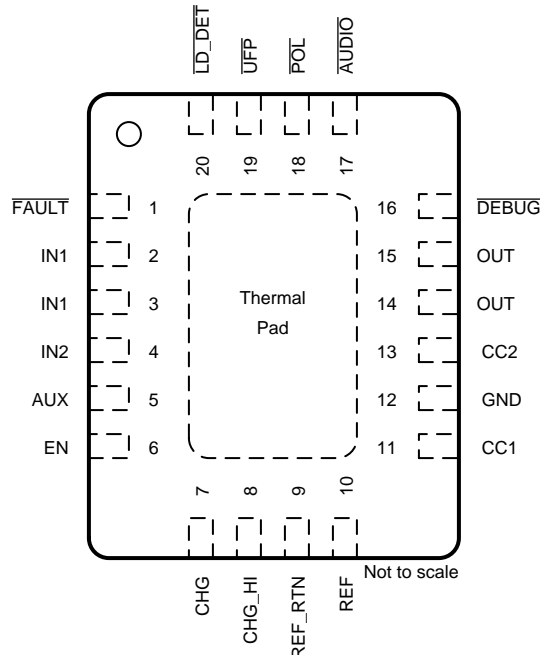 LD_DET
UFP
POL
AUDIO
20
19
18
17
FAULT
1
16
DEBUG
IN1
2
15
OUT
IN1
3
Thermal
Pad
14
OUT
IN2
4
13
CC2
AUX
5
12
GND
EN
6
11
CC1
7
8
9
10
CHG
CHG_HI
REF_RTN
REF
Not to scale